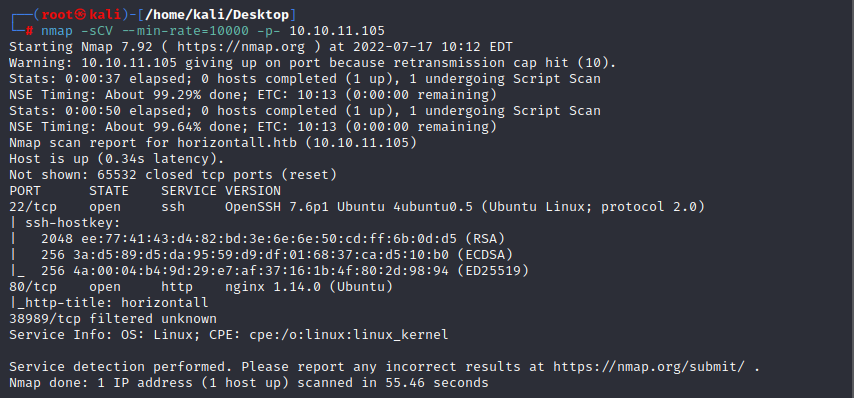 ┌──(root㉿kali)-[/home/kali/Desktop]
└─# nmap -sCV --min-rate=10000 -p- 10.10.11.105
Starting Nmap 7.92 ( https://nmap.org ) at 2022-07-17 10:12 EDT
Warning: 10.10.11.105 giving up on port because retransmission cap hit (10).
Stats: 0:00:37 elapsed; 0 hosts completed (1 up), 1 undergoing Script Scan
NSE Timing: About 99.29% done; ETC: 10:13 (0:00:00 remaining)
Stats: 0:00:50 elapsed; 0 hosts completed (1 up), 1 undergoing Script Scan
NSE Timing: About 99.64% done; ETC: 10:13 (0:00:00 remaining)
Nmap scan report for horizontall.htb (10.10.11.105)
Host is up (0.34s latency).
Not shown: 65532 closed tcp ports (reset)
PORT      STATE    SERVICE VERSION
22/tcp    open     ssh     OpenSSH 7.6p1 Ubuntu 4ubuntu0.5 (Ubuntu Linux; protocol 2.0)
| ssh-hostkey:
|   2048 ee:77:41:43:d4:82:bd:3e:6e:6e:50:cd:ff:6b:0d:d5 (RSA)
|   256 3a:d5:89:d5:da:95:59:d9:df:01:68:37:ca:d5:10:b0 (ECDSA)
|_  256 4a:00:04:b4:9d:29:e7:af:37:16:1b:4f:80:2d:98:94 (ED25519)
80/tcp    open     http    nginx 1.14.0 (Ubuntu)
|_http-title: horizontall
38989/tcp filtered unknown
Service Info: OS: Linux; CPE: cpe:/o:linux:linux_kernel

Service detection performed. Please report any incorrect results at https://nmap.org/submit/ .
Nmap done: 1 IP address (1 host up) scanned in 55.46 seconds